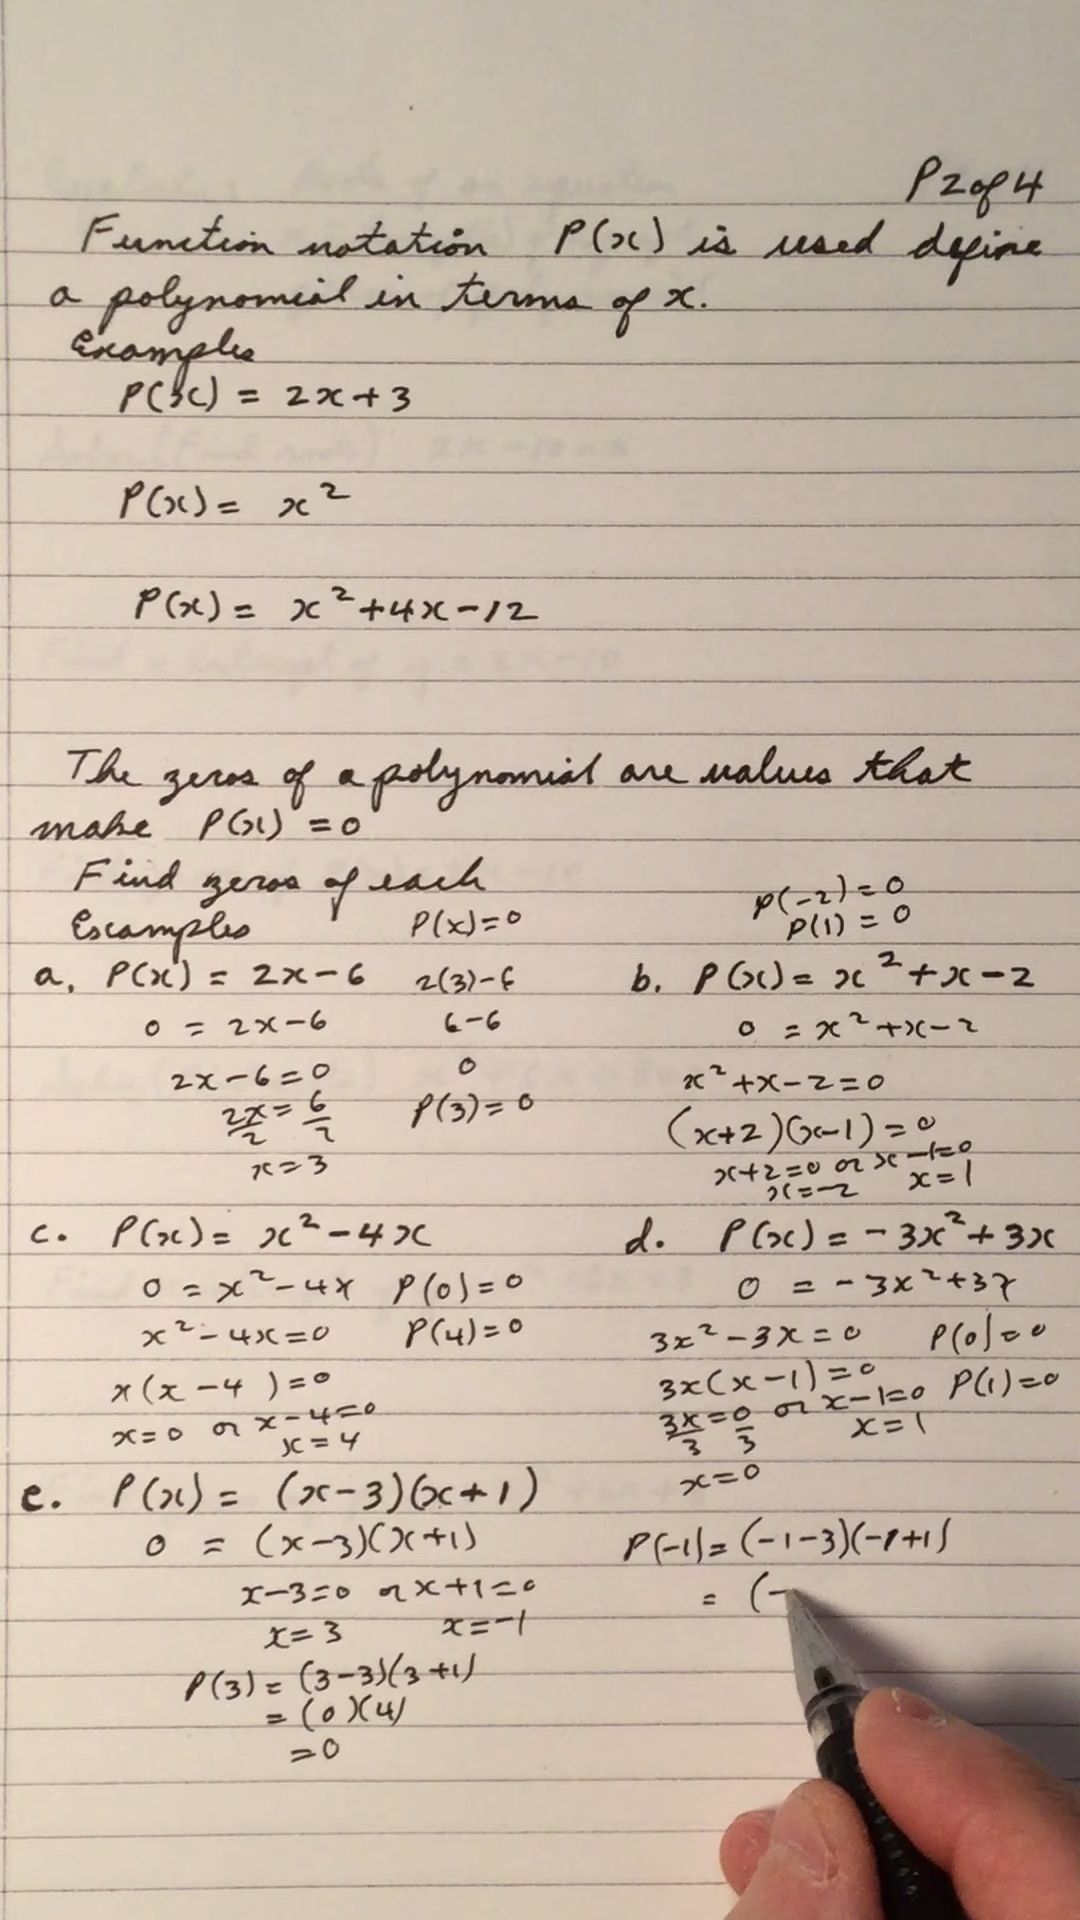 P2of4
Function notation P(x) is used define
a polynomial in terms of x.
Examples
P(x) = 2x+3
P(x) = x²
P(x) = x²+4x-12
The zeros of a polynomial are values that
make P(x) = 0
Find zeros of each
Examples
P(x)=0
a. P(x) = 2x-6
2(3)-6
0 = 2x-6
6-6
2x-6=0
0
2x/2 = 6/2
P(3)=0
x=3
P(-2)=0
P(1)=0
b. P(x) = x²+x-2
0 = x²+x-2
x²+x-2=0
(x+2)(x-1)=0
x+2=0 or x-1=0
x=-2 x=1
c. P(x) = x²-4x
0 = x²-4x P(0)=0
x²-4x=0 P(4)=0
x(x-4)=0
x=0 or x-4=0
x=4
d. P(x) = -3x²+3x
0 = -3x²+3x
3x²-3x=0 P(0)=0
3x(x-1)=0 P(1)=0
3x/3=0/3 or x-1=0
x=1
x=0
e. P(x) = (x-3)(x+1)
0 = (x-3)(x+1)
x-3=0 or x+1=0
x=3 x=-1
P(3) = (3-3)(3+1)
= (0)(4)
=0
P(-1)=(-1-3)(-1+1)
= (-